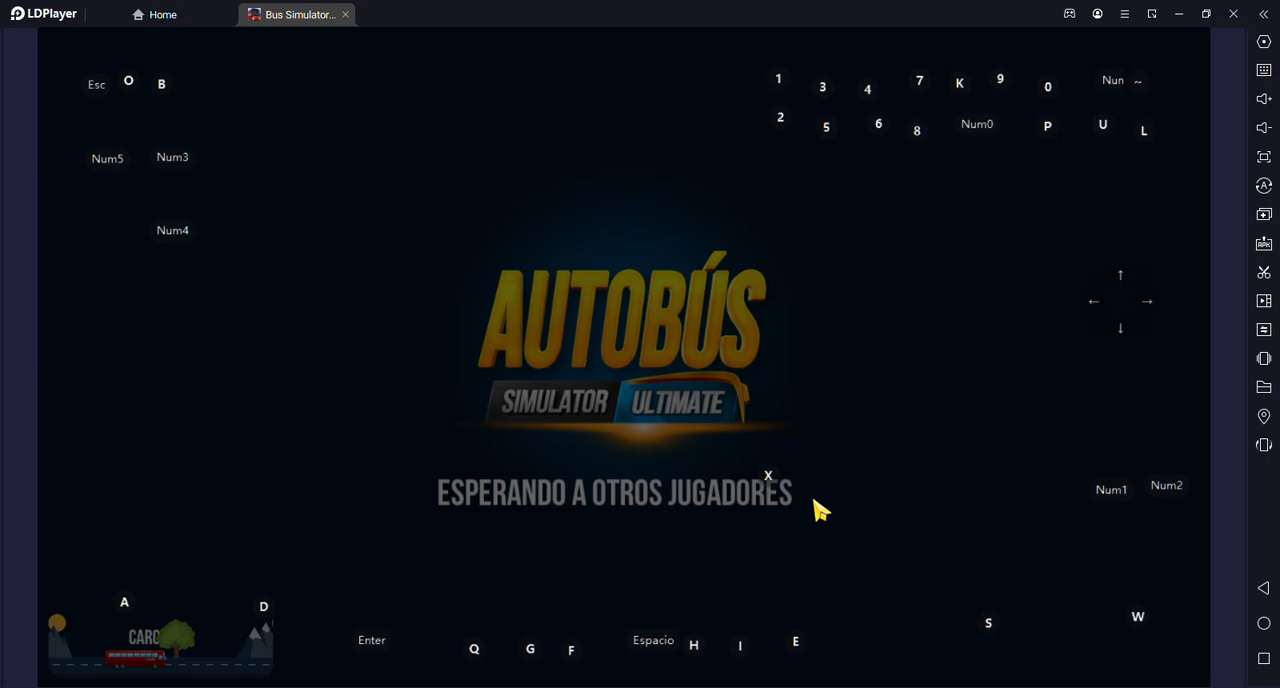 LDPlayer
Home
Bus Simulator...
Esc O B
1 3 4 7 K 9 0 Nun ~
2 5 6 8 Num0 P U L
Num5 Num3
Num4
↑
← →
↓
AUTOBÚS
SIMULATOR ULTIMATE
X
ESPERANDO A OTROS JUGADORES
Num1 Num2
A D
CARG
Enter Q G F Espacio H I E S W